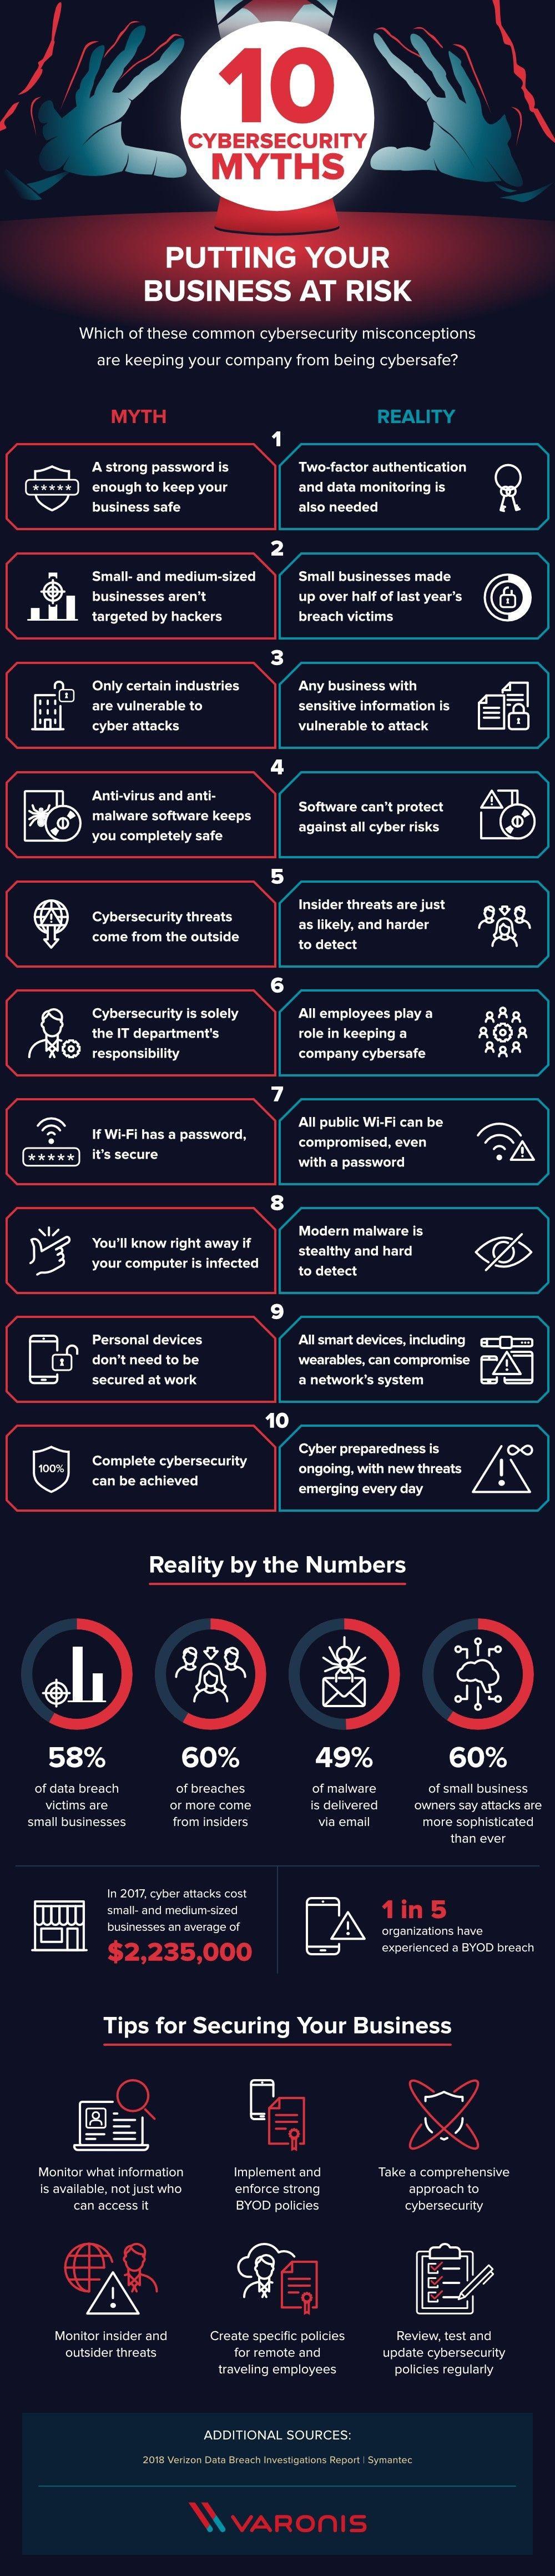 10
CYBERSECURITY
MYTHS
PUTTING YOUR
BUSINESS AT RISK
Which of these common cybersecurity misconceptions
are keeping your company from being cybersafe?
MYTH
REALITY
1
A strong password is
enough to keep your
business safe
Two-factor authentication
and data monitoring is
also needed
*****
2
Small- and medium-sized
businesses aren't
targeted by hackers
Small businesses made
up over half of last year's
breach victims
3
Only certain industries
are vulnerable to
cyber attacks
Any business with
sensitive information is
vulnerable to attack
4
Anti-virus and anti-
malware software keeps
you completely safe
Software can't protect
against all cyber risks
5
Cybersecurity threats
come from the outside
Insider threats are just
as likely, and harder
to detect
6
Cybersecurity is solely
the IT department's
responsibility
All employees play a
role in keeping a
company cybersafe
7
If Wi-Fi has a password,
it's secure
*****
All public Wi-Fi can be
compromised, even
with a password
8
You'll know right away if
your computer is infected
Modern malware is
stealthy and hard
to detect
9
Personal devices
don't need to be
secured at work
All smart devices, including
wearables, can compromise
a network's system
10
100%
Complete cybersecurity
can be achieved
Cyber preparedness is
ongoing, with new threats
emerging every day
Reality by the Numbers
58%
of data breach
victims are
small businesses
60%
of breaches
or more come
from insiders
49%
of malware
is delivered
via email
60%
of small business
owners say attacks are
more sophisticated
than ever
In 2017, cyber attacks cost
small- and medium-sized
businesses an average of
$2,235,000
1 in 5
organizations have
experienced a BYOD breach
Tips for Securing Your Business
Monitor what information
is available, not just who
can access it
Implement and
enforce strong
BYOD policies
Take a comprehensive
approach to
cybersecurity
Monitor insider and
outsider threats
Create specific policies
for remote and
traveling employees
Review, test and
update cybersecurity
policies regularly
ADDITIONAL SOURCES:
2018 Verizon Data Breach Investigations Report | Symantec
VARONIS